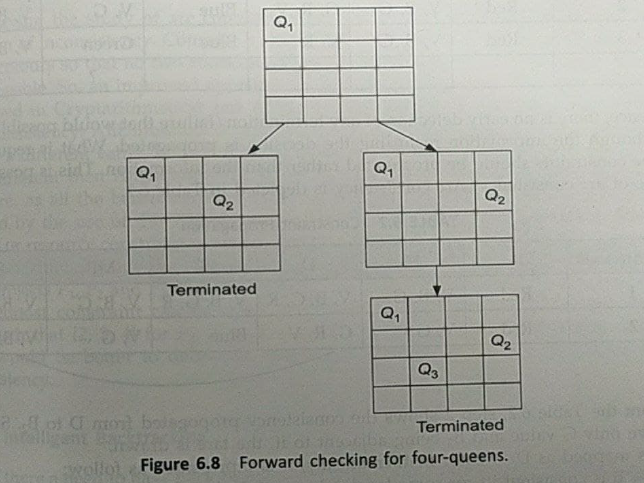 Q1
Q1
Q2
Terminated
Q1
Q2
Q1
Q2
Q3
Terminated
Figure 6.8 Forward checking for four-queens.